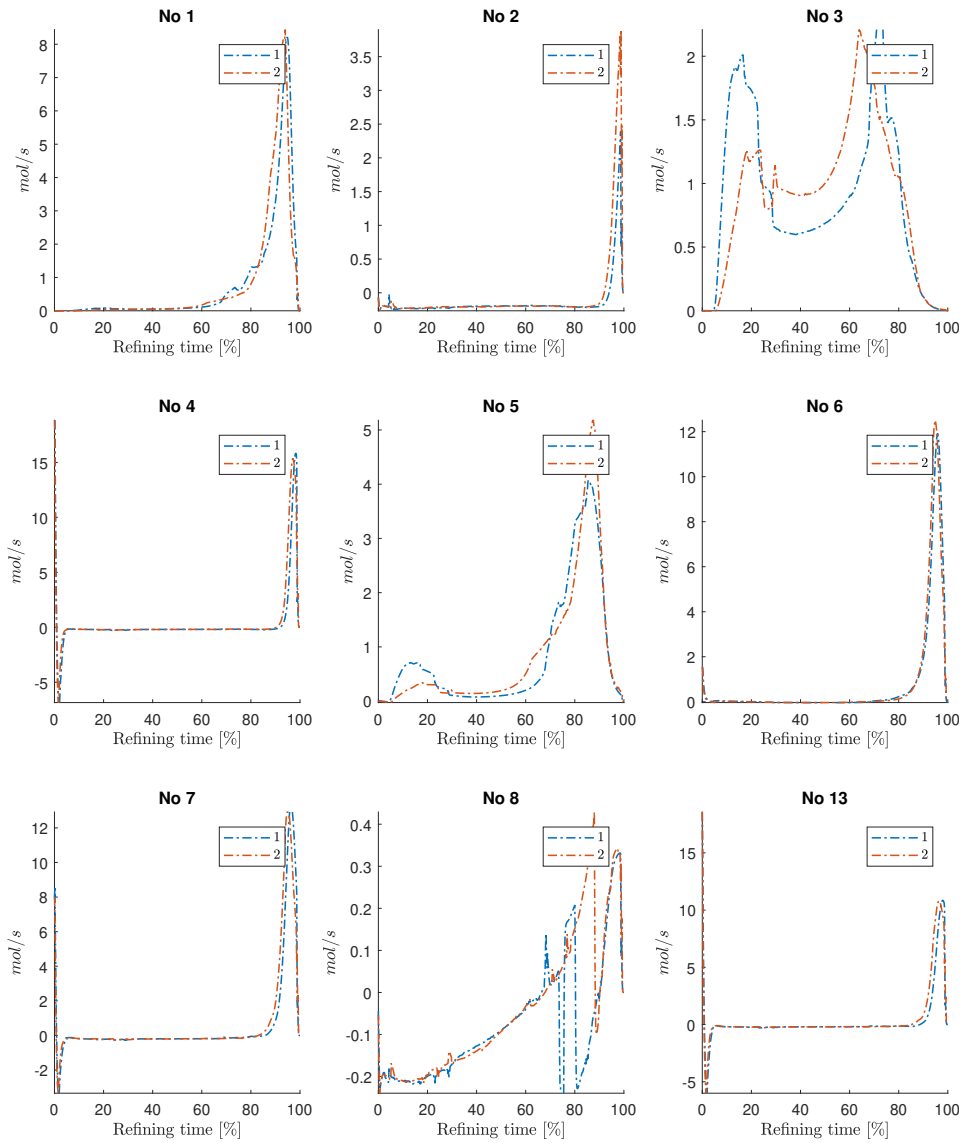 No 1
No 2
No 3
8
7
6
5
4
3
2
1
0
mol/s
1
2
0 20 40 60 80 100
Refining time [%]
3.5
3
2.5
2
1.5
1
0.5
0
mol/s
1
2
0 20 40 60 80 100
Refining time [%]
2
1.5
1
0.5
0
mol/s
1
2
0 20 40 60 80 100
Refining time [%]
No 4
No 5
No 6
15
10
5
0
-5
mol/s
1
2
0 20 40 60 80 100
Refining time [%]
5
4
3
2
1
0
mol/s
1
2
0 20 40 60 80 100
Refining time [%]
12
10
8
6
4
2
0
mol/s
1
2
0 20 40 60 80 100
Refining time [%]
No 7
No 8
No 13
12
10
8
6
4
2
0
-2
mol/s
1
2
0 20 40 60 80 100
Refining time [%]
0.4
0.3
0.2
0.1
0
-0.1
-0.2
mol/s
1
2
0 20 40 60 80 100
Refining time [%]
15
10
5
0
-5
mol/s
1
2
0 20 40 60 80 100
Refining time [%]